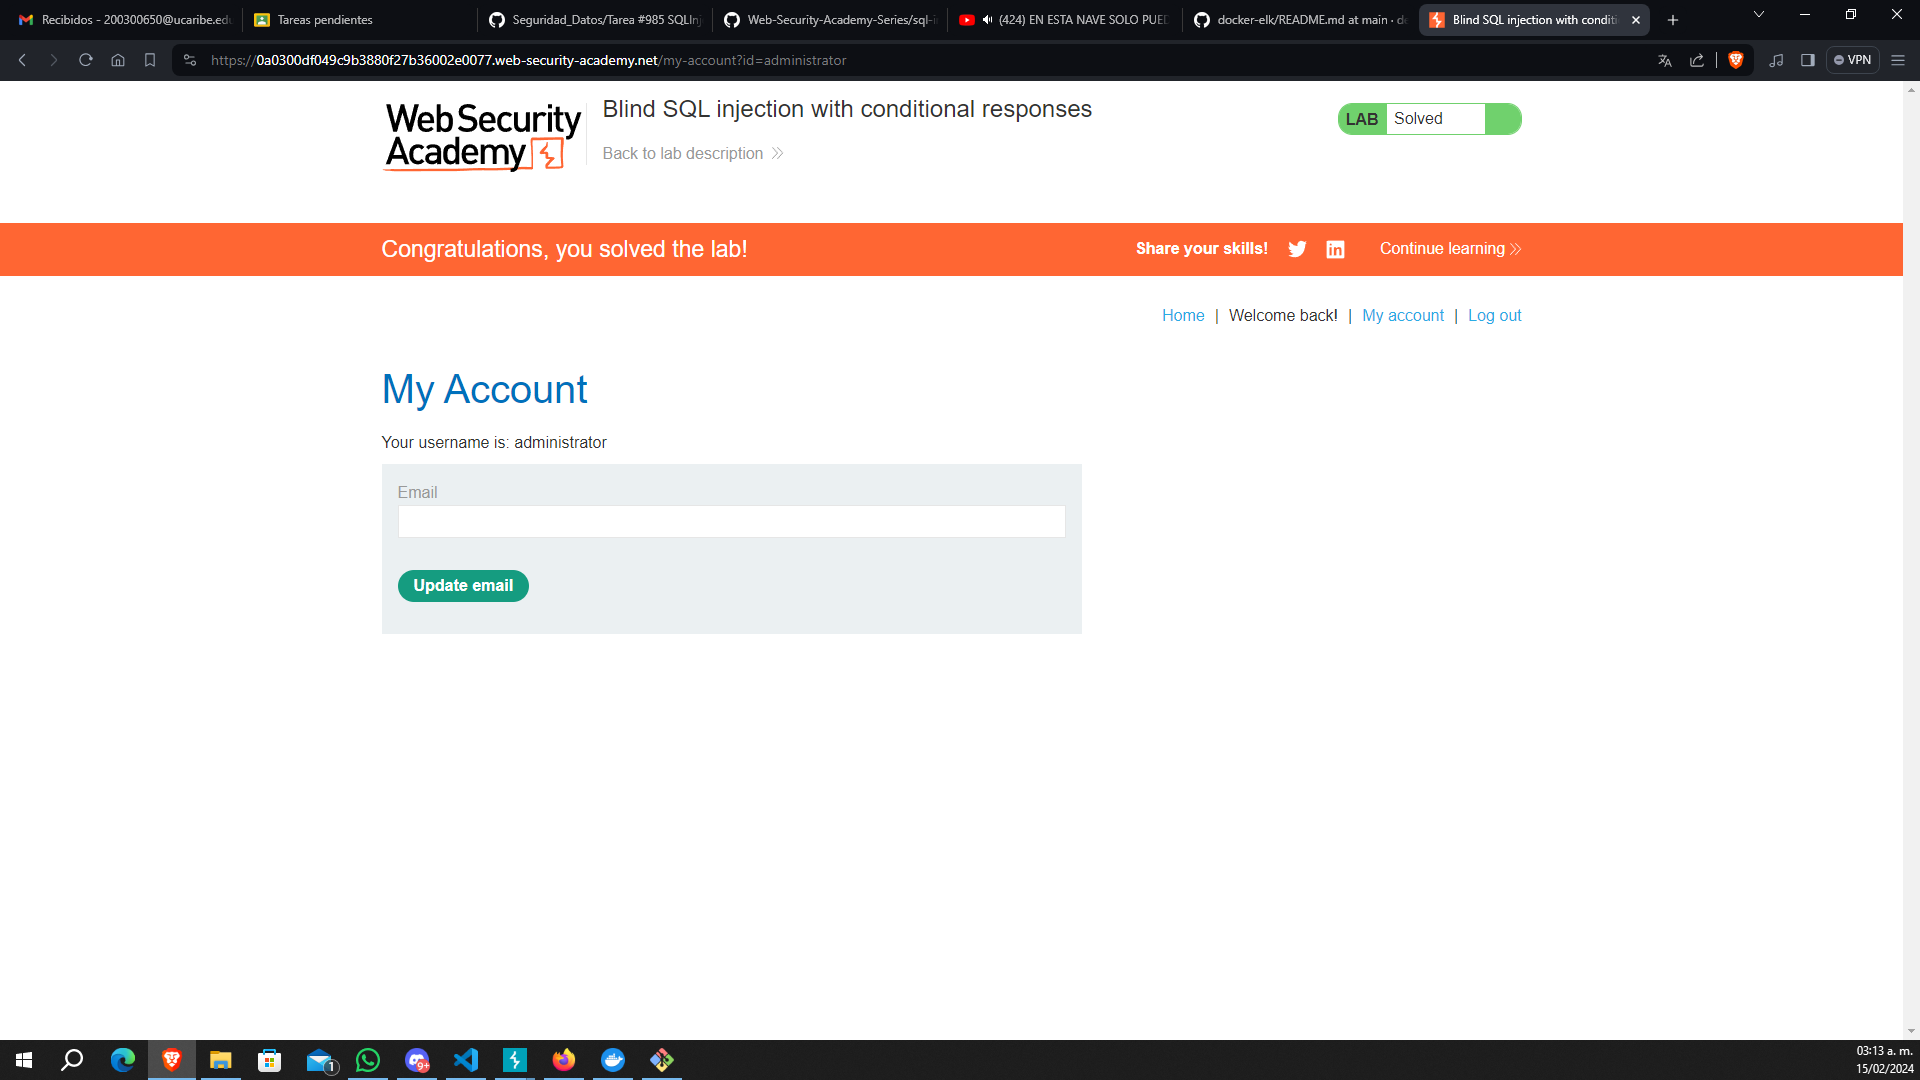 Recibidos - 200300650@ucaribe.edu
Tareas pendientes
Seguridad_Datos/Tarea #985 SQLInj
Web-Security-Academy-Series/sql-i
(424) EN ESTA NAVE SOLO PUED
docker-elk/README.md at main · de
Blind SQL injection with conditi
https://0a0300df049c9b3880f27b36002e0077.web-security-academy.net/my-account?id=administrator
VPN
Web Security
Academy
Blind SQL injection with conditional responses
Back to lab description
LAB Solved
Congratulations, you solved the lab!
Share your skills!
Continue learning
Home | Welcome back! | My account | Log out
My Account
Your username is: administrator
Email
Update email
1
9+
03:13 a. m.
15/02/2024